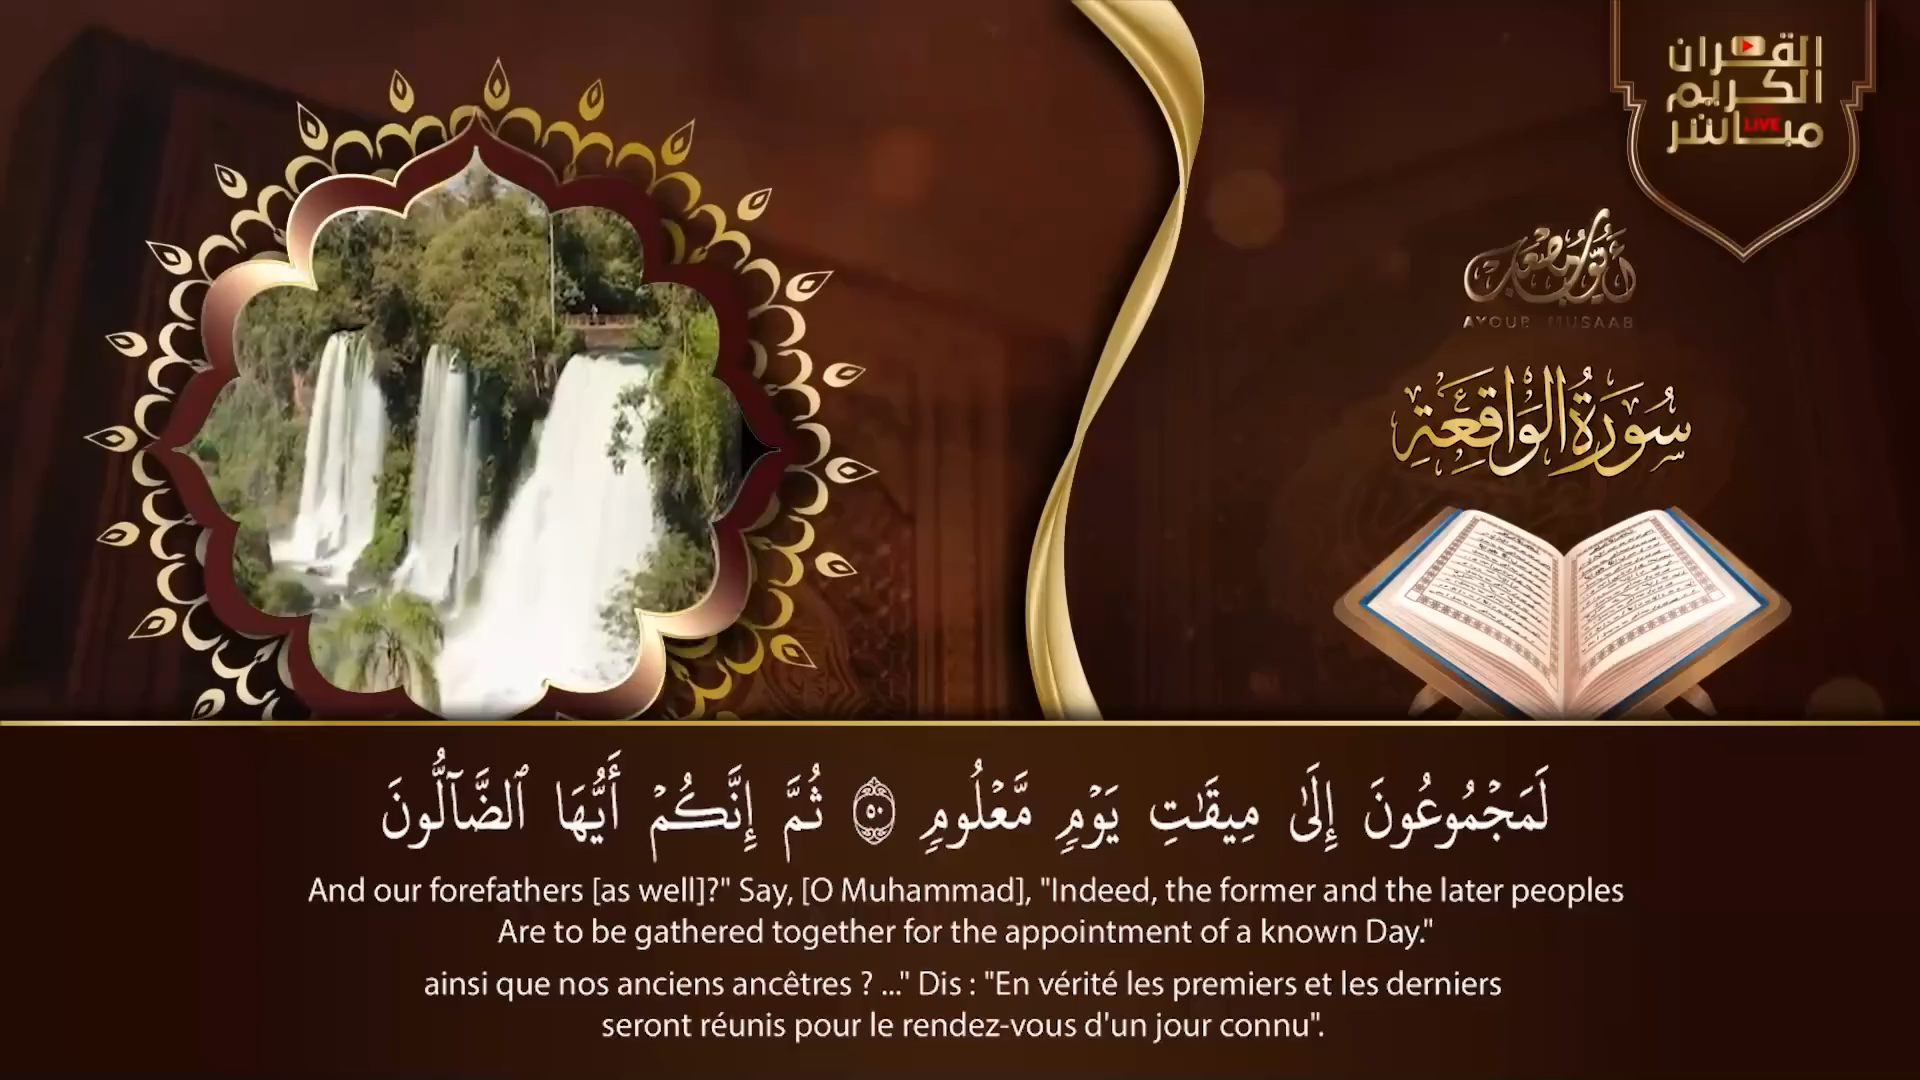 القرآن
الكريم
مباشر
LIVE
أيوب مصعب
AYOUB MUSAAB
سُورَةُ الوَاقِعَةِ
لَمَجۡمُوعُونَ إِلَىٰ مِيقَٰتِ يَوۡمٖ مَّعۡلُومٖ ٥٠ ثُمَّ إِنَّكُمۡ أَيُّهَا ٱلضَّآلُّونَ
And our forefathers [as well]?" Say, [O Muhammad], "Indeed, the former and the later peoples
Are to be gathered together for the appointment of a known Day."
ainsi que nos anciens ancêtres ? ..." Dis : "En vérité les premiers et les derniers
seront réunis pour le rendez-vous d'un jour connu".